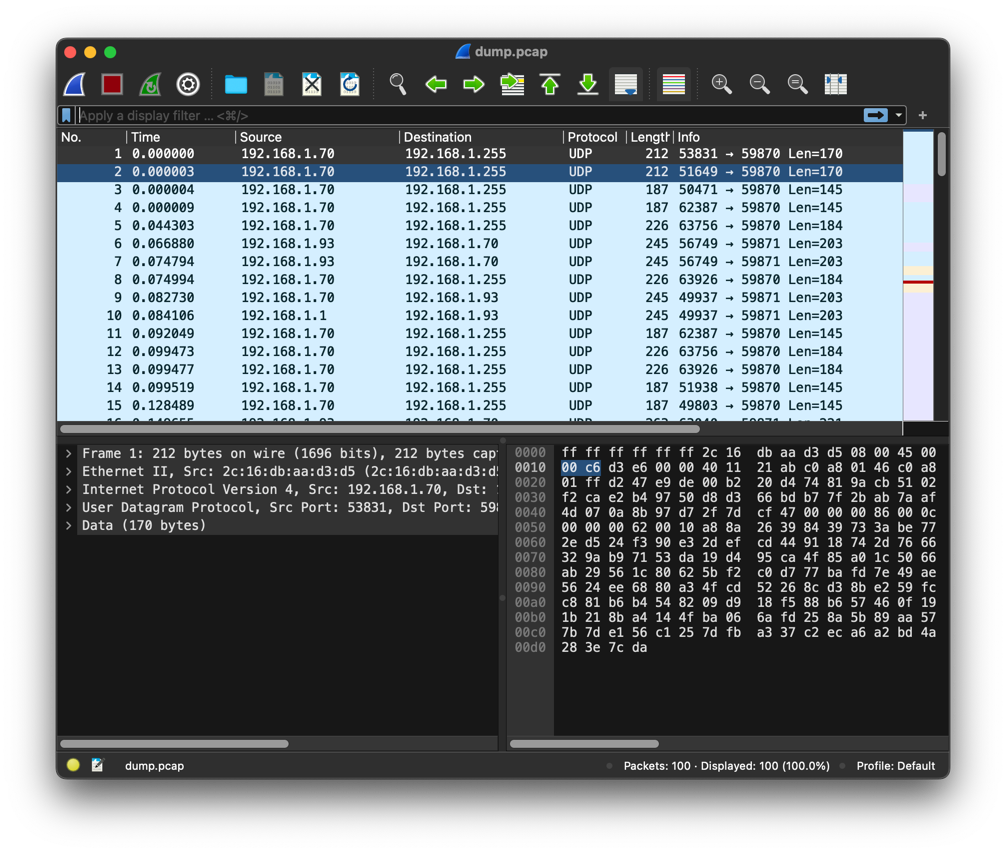 dump.pcap
Apply a display filter ... <⌘/>
No. Time Source Destination Protocol Length Info
1 0.000000 192.168.1.70 192.168.1.255 UDP 212 53831 → 59870 Len=170
2 0.000003 192.168.1.70 192.168.1.255 UDP 212 51649 → 59870 Len=170
3 0.000004 192.168.1.70 192.168.1.255 UDP 187 50471 → 59870 Len=145
4 0.000009 192.168.1.70 192.168.1.255 UDP 187 62387 → 59870 Len=145
5 0.044303 192.168.1.70 192.168.1.255 UDP 226 63756 → 59870 Len=184
6 0.066880 192.168.1.93 192.168.1.70 UDP 245 56749 → 59871 Len=203
7 0.074794 192.168.1.93 192.168.1.70 UDP 245 56749 → 59871 Len=203
8 0.074994 192.168.1.70 192.168.1.255 UDP 226 63926 → 59870 Len=184
9 0.082730 192.168.1.70 192.168.1.93 UDP 245 49937 → 59871 Len=203
10 0.084106 192.168.1.1 192.168.1.93 UDP 245 49937 → 59871 Len=203
11 0.092049 192.168.1.70 192.168.1.255 UDP 187 62387 → 59870 Len=145
12 0.099473 192.168.1.70 192.168.1.255 UDP 226 63756 → 59870 Len=184
13 0.099477 192.168.1.70 192.168.1.255 UDP 226 63926 → 59870 Len=184
14 0.099519 192.168.1.70 192.168.1.255 UDP 187 51938 → 59870 Len=145
15 0.128489 192.168.1.70 192.168.1.255 UDP 187 49803 → 59870 Len=145
Frame 1: 212 bytes on wire (1696 bits), 212 bytes cap
Ethernet II, Src: 2c:16:db:aa:d3:d5 (2c:16:db:aa:d3:d5
Internet Protocol Version 4, Src: 192.168.1.70, Dst:
User Datagram Protocol, Src Port: 53831, Dst Port: 598
Data (170 bytes)
0000 ff ff ff ff ff ff 2c 16 db aa d3 d5 08 00 45 00
0010 00 c6 d3 e6 00 00 40 11 21 ab c0 a8 01 46 c0 a8
0020 01 ff d2 47 e9 de 00 b2 20 d4 74 81 9a cb 51 02
0030 f2 ca e2 b4 97 50 d8 d3 66 bd b7 7f 2b ab 7a af
0040 4d 07 0a 8b 97 d7 2f 7d cf 47 00 00 00 86 00 0c
0050 00 00 00 62 00 10 a8 8a 26 39 84 39 73 3a be 77
0060 2e d5 24 f3 90 e3 2d ef cd 44 91 18 74 2d 76 66
0070 32 9a b9 71 53 da 19 d4 95 ca 4f 85 a0 1c 50 66
0080 ab 29 56 1c 80 62 5b f2 c0 d7 77 ba fd 7e 49 ae
0090 56 24 ee 68 80 a3 4f cd 52 26 8c d3 8b e2 59 fc
00a0 c8 81 b6 b4 54 82 09 d9 18 f5 88 b6 57 46 0f 19
00b0 1b 21 8b a4 14 4f ba 06 6a fd 25 8a 5b 89 aa 57
00c0 7b 7d e1 56 c1 25 7d fb a3 37 c2 ec a6 a2 bd 4a
00d0 28 3e 7c da
dump.pcap Packets: 100 · Displayed: 100 (100.0%) Profile: Default